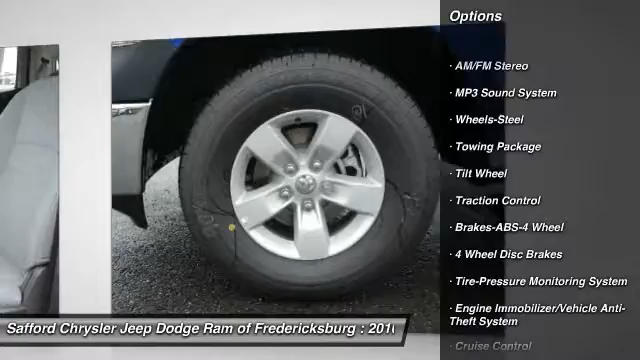 Options
· AM/FM Stereo
· MP3 Sound System
· Wheels-Steel
· Towing Package
· Tilt Wheel
· Traction Control
· Brakes-ABS-4 Wheel
· 4 Wheel Disc Brakes
· Tire-Pressure Monitoring System
· Engine Immobilizer/Vehicle Anti-
Theft System
· Cruise Control
Safford Chrysler Jeep Dodge Ram of Fredericksburg : 201